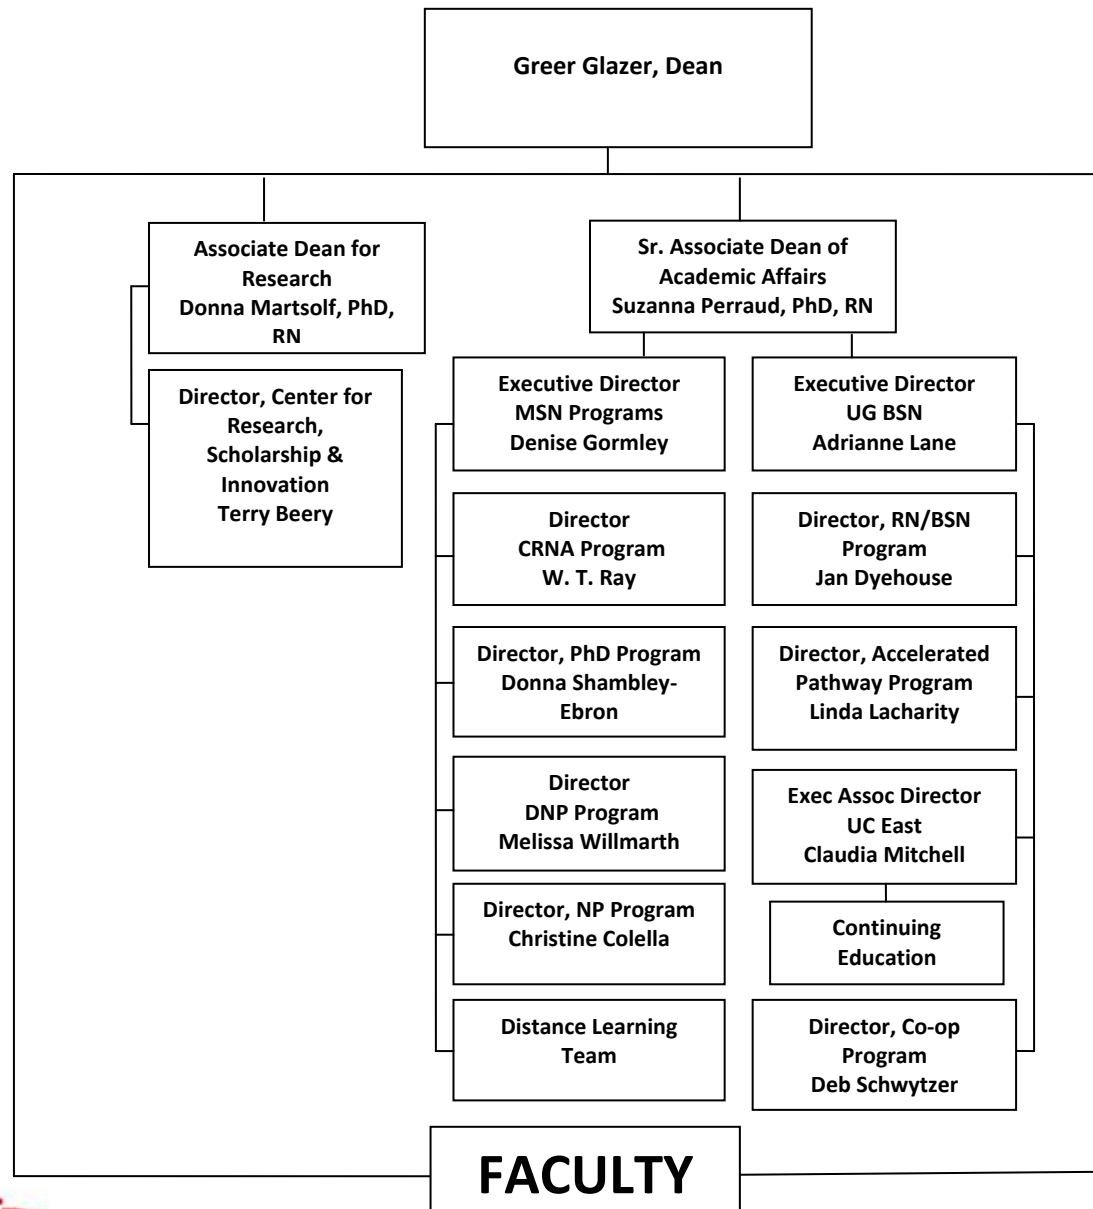 Greer Glazer, Dean
Associate Dean for
Research
Donna Martsolf, PhD,
RN
Director, Center for
Research,
Scholarship &
Innovation
Terry Beery
Sr. Associate Dean of
Academic Affairs
Suzanna Perraud, PhD, RN
Executive Director
MSN Programs
Denise Gormley
Director
CRNA Program
W. T. Ray
Director, PhD Program
Donna Shambley-
Ebron
Director
DNP Program
Melissa Willmarth
Director, NP Program
Christine Colella
Distance Learning
Team
Executive Director
UG BSN
Adrianne Lane
Director, RN/BSN
Program
Jan Dyehouse
Director, Accelerated
Pathway Program
Linda Lacharity
Exec Assoc Director
UC East
Claudia Mitchell
Continuing
Education
Director, Co-op
Program
Deb Schwytzer
FACULTY